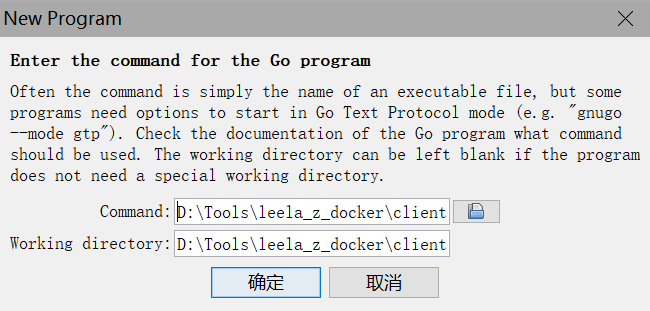 New Program
Enter the command for the Go program
Often the command is simply the name of an executable file, but some
programs need options to start in Go Text Protocol mode (e.g. "gnugo
--mode gtp"). Check the documentation of the Go program what command
should be used. The working directory can be left blank if the program
does not need a special working directory.
Command: D:\Tools\leela_z_docker\client
Working directory: D:\Tools\leela_z_docker\client
确定 取消